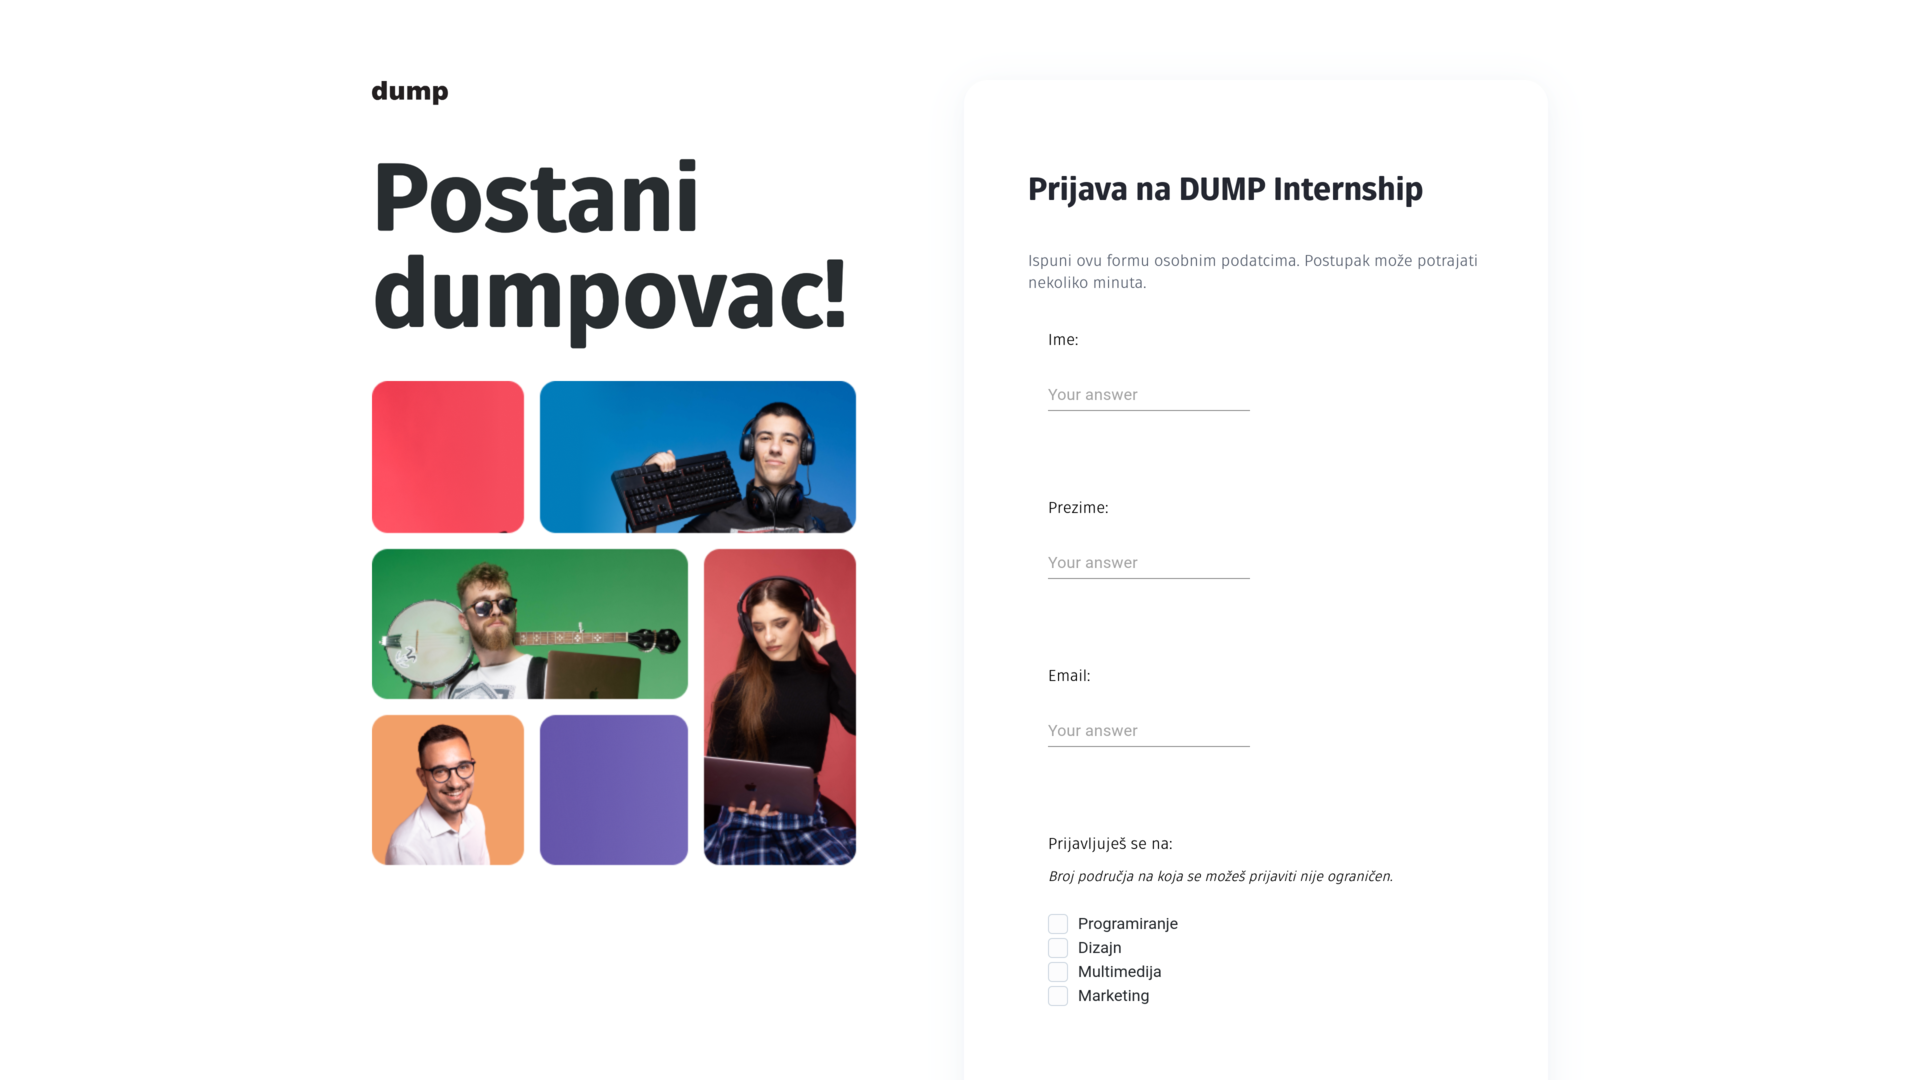 dump
Postani
dumpovac!
Prijava na DUMP Internship
Ispuni ovu formu osobnim podatcima. Postupak može potrajati
nekoliko minuta.
Ime:
Your answer
Prezime:
Your answer
Email:
Your answer
Prijavljuješ se na:
Broj područja na koja se možeš prijaviti nije ograničen.
Programiranje
Dizajn
Multimedija
Marketing